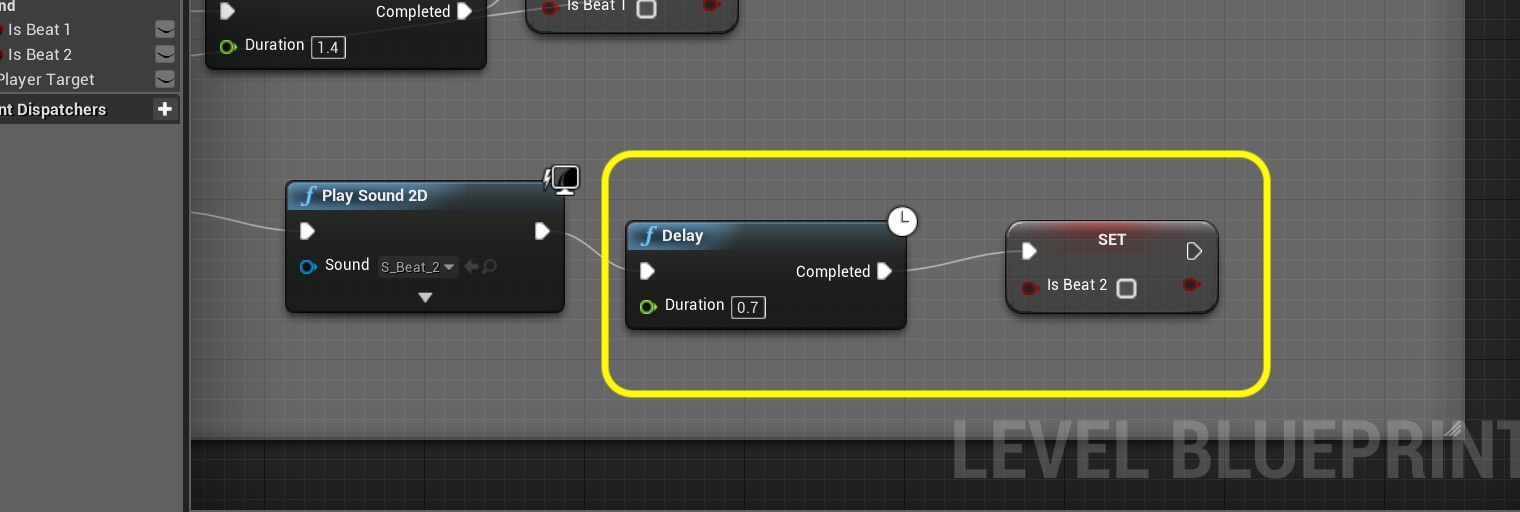 nd
Is Beat 1
Is Beat 2
Player Target
nt Dispatchers
Completed
Duration 1.4
Is Beat 1
Play Sound 2D
Sound S_Beat_2
Delay
Completed
Duration 0.7
SET
Is Beat 2
LEVEL BLUEPRINT